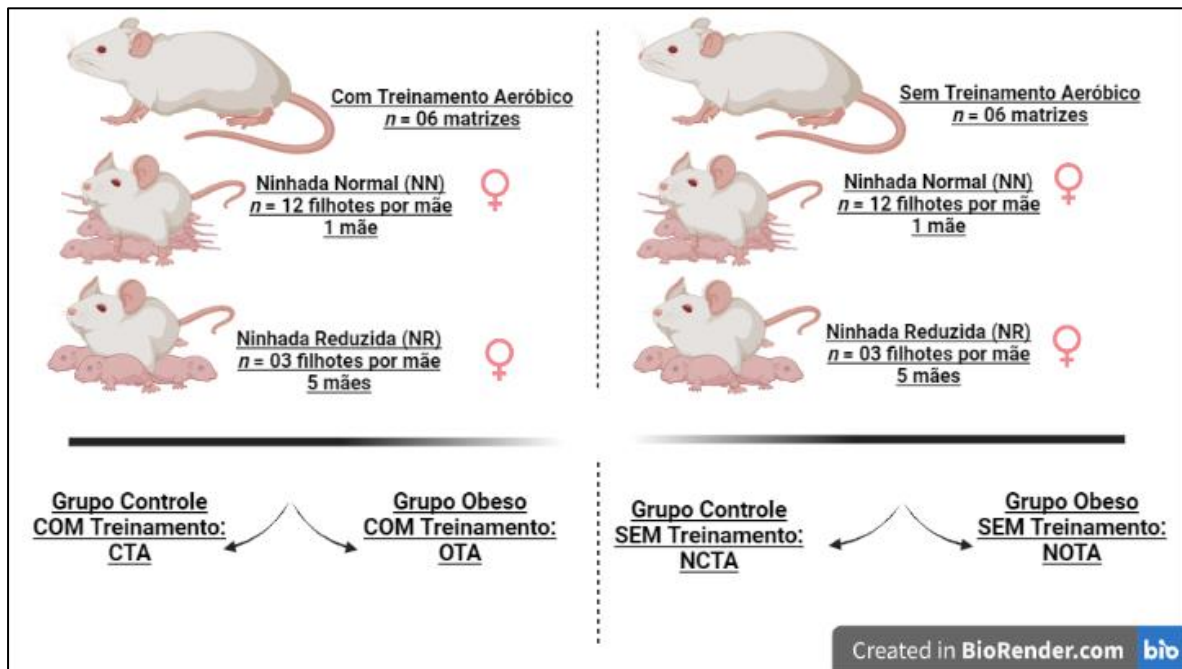 Com Treinamento Aeróbico
n = 06 matrizes
Ninhada Normal (NN)
n = 12 filhotes por mãe
1 mãe
Ninhada Reduzida (NR)
n = 03 filhotes por mãe
5 mães
Sem Treinamento Aeróbico
n = 06 matrizes
Ninhada Normal (NN)
n = 12 filhotes por mãe
1 mãe
Ninhada Reduzida (NR)
n = 03 filhotes por mãe
5 mães
Grupo Controle
COM Treinamento:
CTA
Grupo Obeso
COM Treinamento:
OTA
Grupo Controle
SEM Treinamento:
NCTA
Grupo Obeso
SEM Treinamento:
NOTA
Created in BioRender.com bio